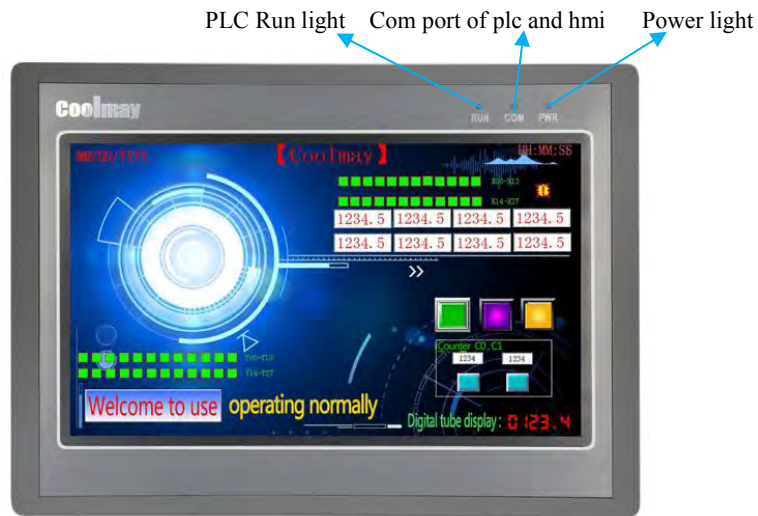 PLC Run light Com port of plc and hmi Power light
Coolmay
RUN COM PWR
MM/DD/YYYY 【Coolmay】 HH:MM:SS
X00-X13
X14-X27
1234.5 1234.5 1234.5 1234.5
1234.5 1234.5 1234.5 1234.5
»
Counter C0, C1
1234 1234
Y00-Y13
Y14-Y27
Welcome to use operating normally
Digital tube display: 0123.4